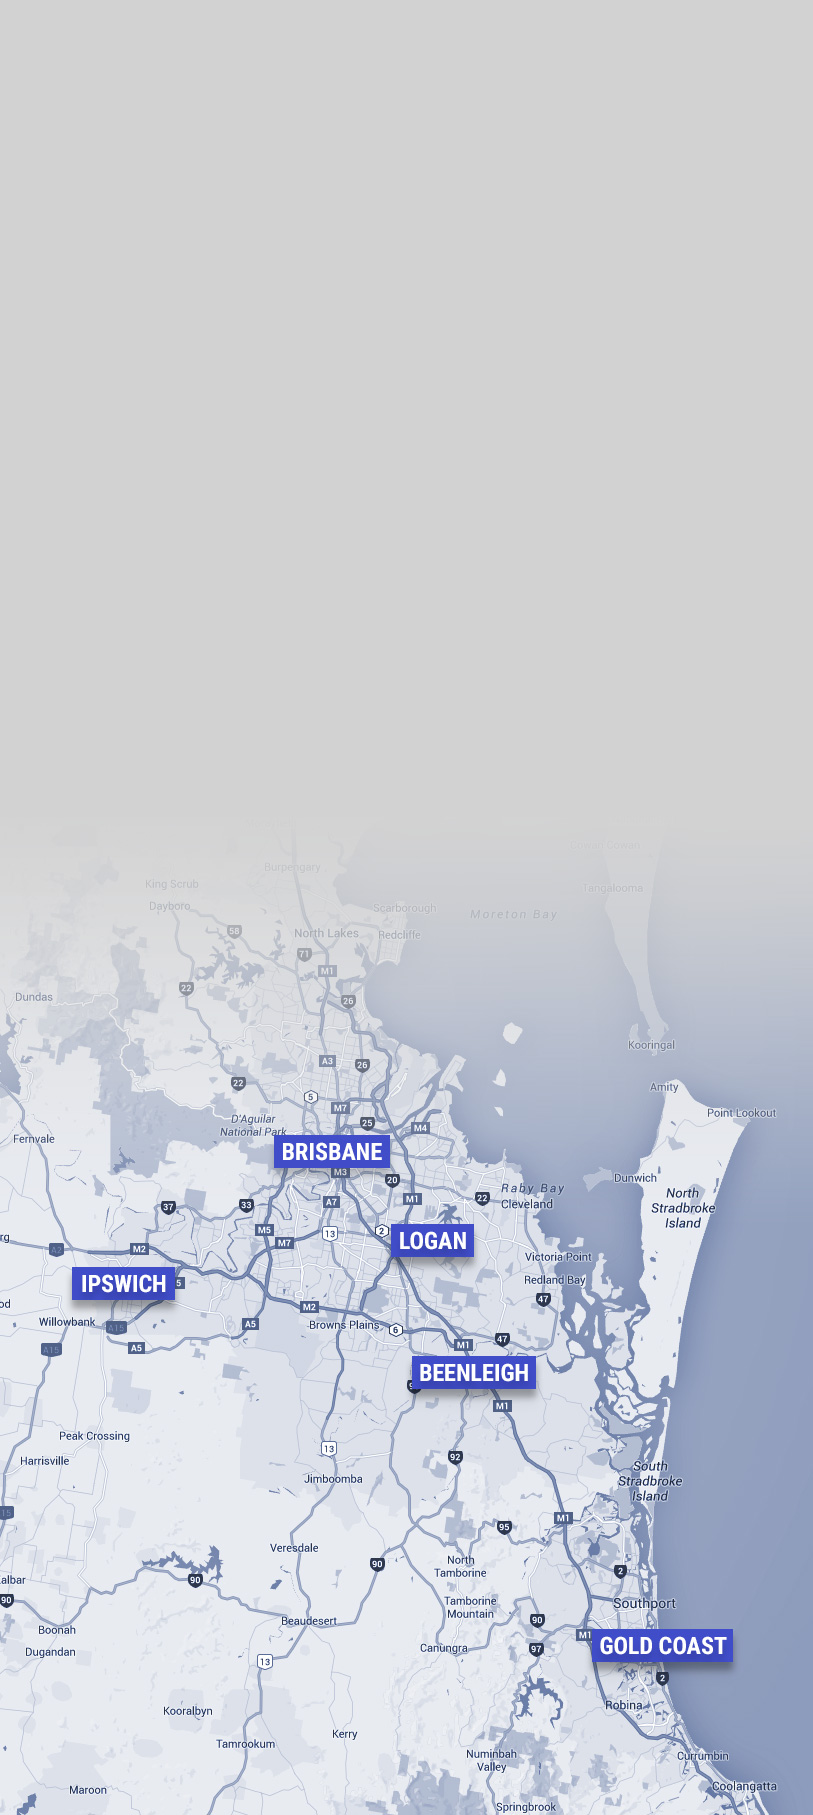 Burpengary
Tangalooma
King Scrub
Dayboro
Scarborough
Moreton Bay
58
North Lakes
Redcliffe
71
M1
22
Dundas
26
Kooringal
A3
26
22
Amity
5
M7
Point Lookout
D'Aguilar
National Park
25
M4
Fernvale
BRISBANE
M3
20
Dunwich
Raby Bay
22
Cleveland
North
Stradbroke
Island
37
33
A7
M1
M5
13
2
rg
M7
LOGAN
A2
M2
Victoria Point
IPSWICH
5
Redland Bay
47
od
M2
Willowbank
A15
A5
Browns Plains
6
A15
A5
M1
47
BEENLEIGH
M1
Peak Crossing
13
Harrisville
92
South
Stradbroke
Island
Jimboomba
15
M1
95
Veresdale
90
North
Tamborine
2
albar
90
90
Tamborine
Mountain
Southport
Beaudesert
90
Boonah
M1
GOLD COAST
Dugandan
Canungra
97
13
2
Kooralbyn
Robina
Tamrookum
Kerry
Numinbah
Valley
Currumbin
Maroon
Coolangatta
Springbrook